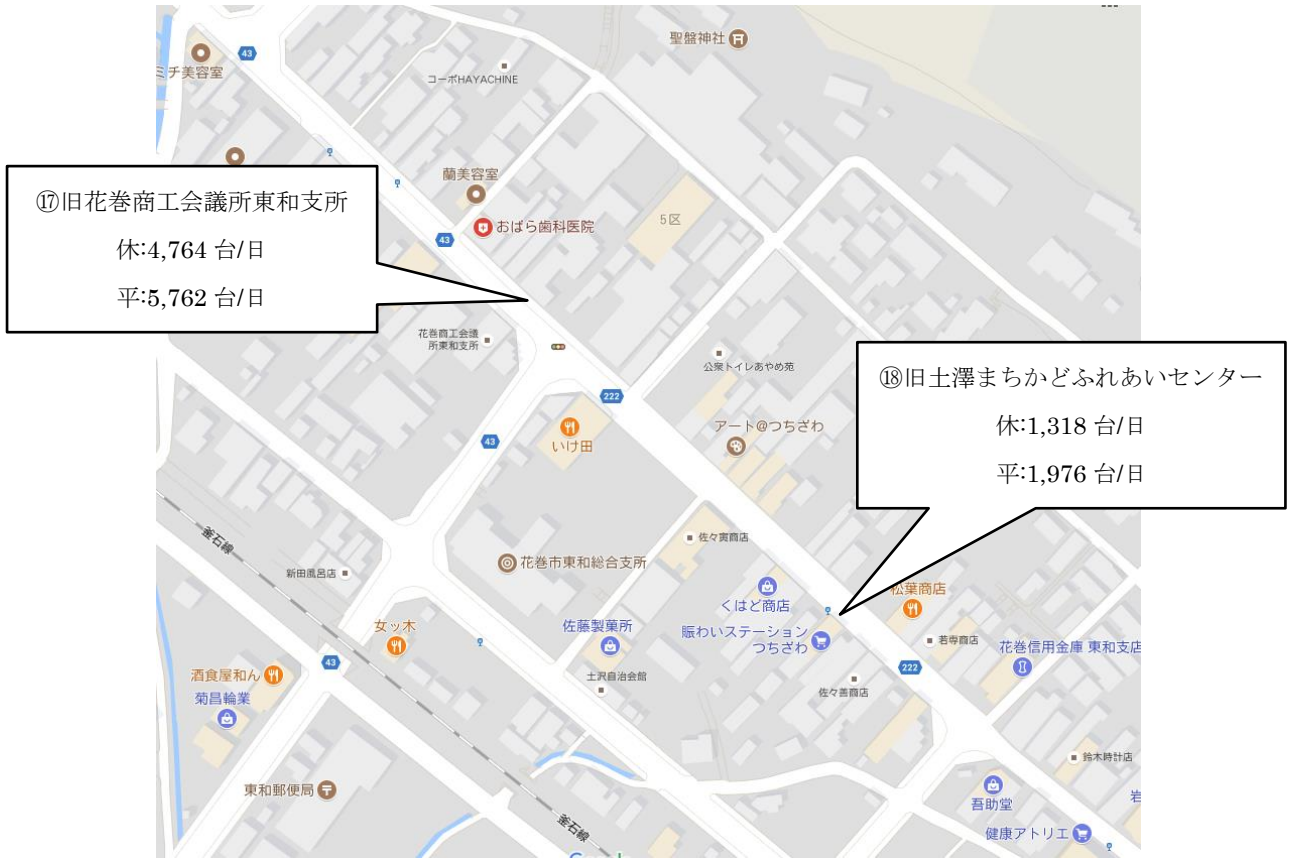 聖盤神社
43
ミチ美容室
コーポHAYACHINE
蘭美容室
おばら歯科医院
5区
43
⑰旧花巻商工会議所東和支所
休:4,764 台/日
平:5,762 台/日
花巻商工会議
所東和支所
公衆トイレあやめ苑
⑱旧土澤まちかどふれあいセンター
休:1,318 台/日
平:1,976 台/日
222
アート@つちざわ
いけ田
43
釜石線
佐々寅商店
花巻市東和総合支所
新田風呂店
くはど商店
松葉商店
女ッ木
佐藤製菓所
賑わいステーション
つちざわ
若専商店
花巻信用金庫 東和支店
43
222
酒食屋和ん
土沢自治会館
佐々善商店
菊昌輪業
鈴木時計店
東和郵便局
吾助堂
岩
釜石線
健康アトリエ